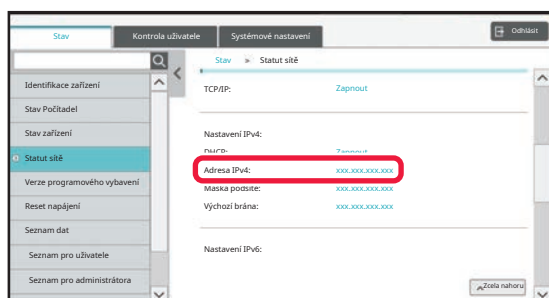 Stav
Kontrola uživatele
Systémové nastavení
Odhlásit
Stav » Statut sítě
Identifikace zařízení
Stav Počítadel
Stav zařízení
Statut sítě
Verze programového vybavení
Reset napájení
Seznam dat
Seznam pro uživatele
Seznam pro administrátora
TCP/IP: Zapnout
Nastavení IPv4:
DHCP: Zapnout
Adresa IPv4: xxx.xxx.xxx.xxx
Maska podsítě: xxx.xxx.xxx.xxx
Výchozí brána: xxx.xxx.xxx.xxx
Nastavení IPv6:
Zcela nahoru